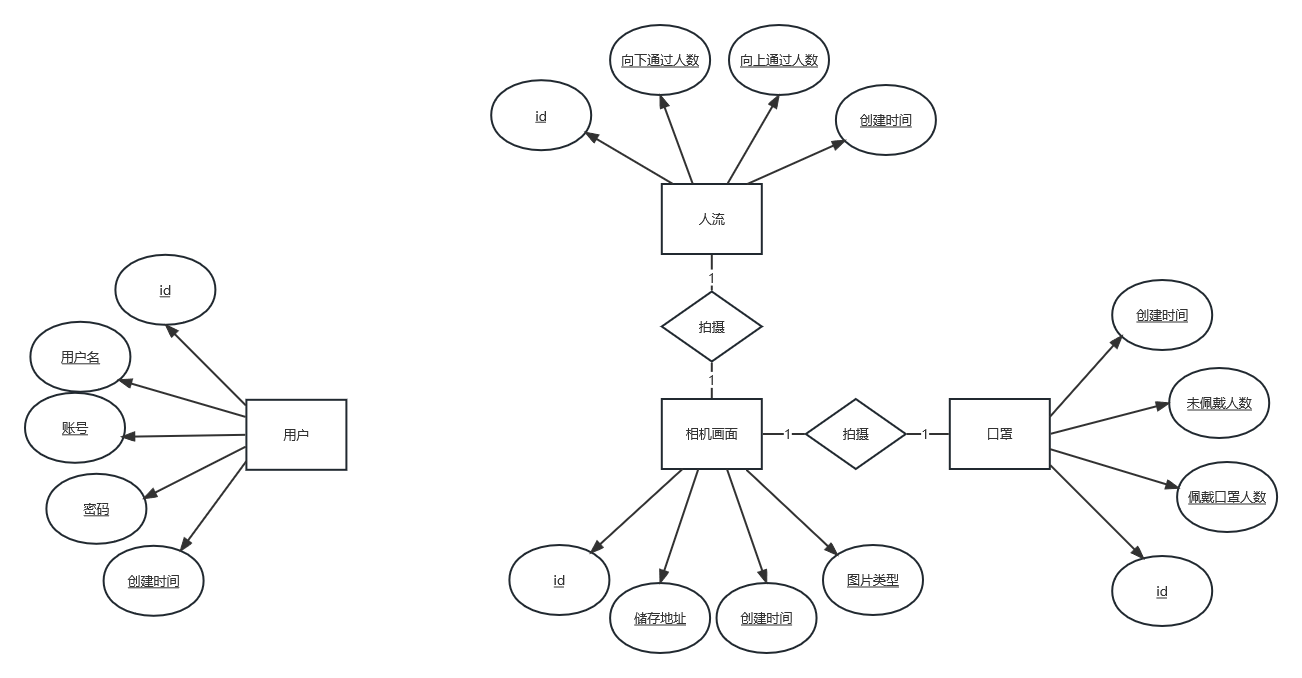 向下通过人数
向上通过人数
id
创建时间
人流
1
拍摄
1
id
用户名
账号
密码
创建时间
用户
相机画面
1
拍摄
1
口罩
创建时间
未佩戴人数
佩戴口罩人数
id
id
储存地址
创建时间
图片类型